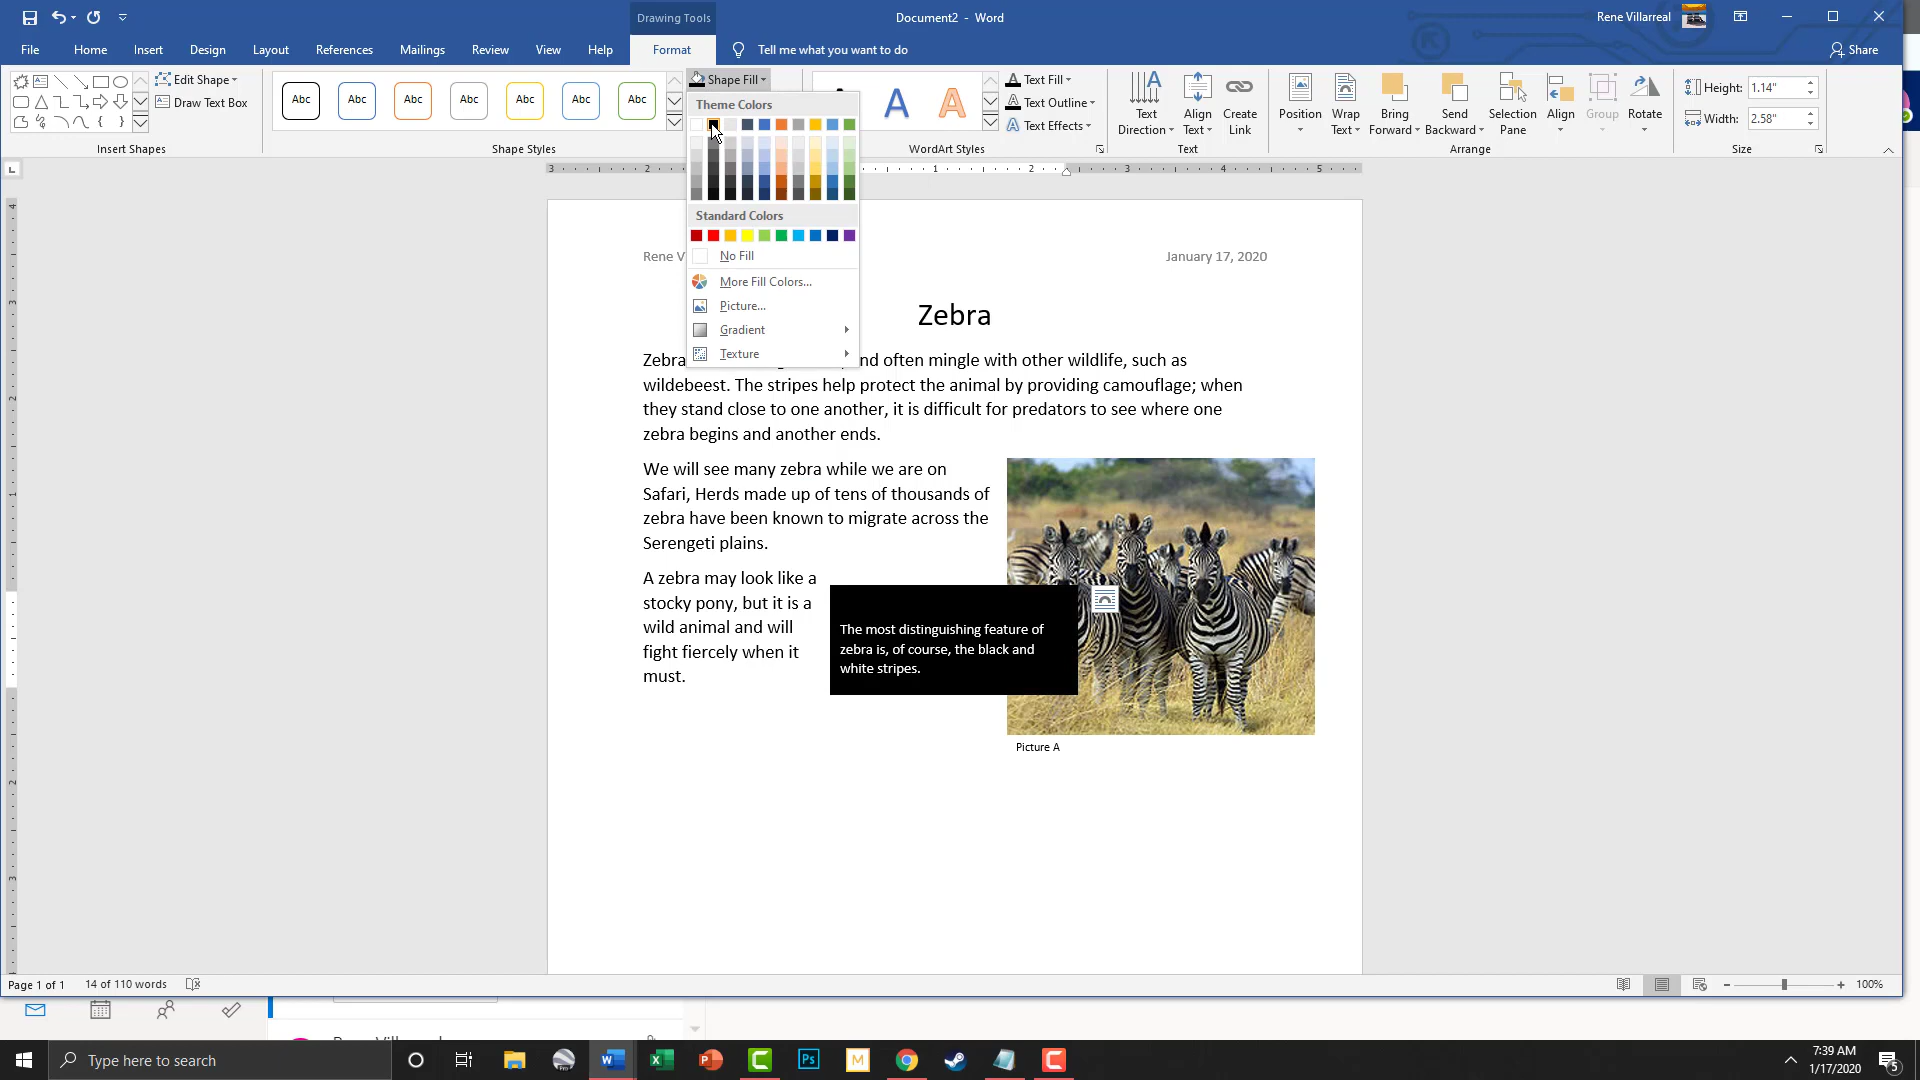 Drawing Tools
Document2 - Word
Rene Villarreal
File
Home
Insert
Design
Layout
References
Mailings
Review
View
Help
Format
Tell me what you want to do
Share
Edit Shape
Draw Text Box
Insert Shapes
Abc
Abc
Abc
Abc
Abc
Abc
Abc
Shape Styles
Shape Fill
Theme Colors
Standard Colors
No Fill
More Fill Colors...
Picture...
Gradient
Texture
A
A
WordArt Styles
Text Fill
Text Outline
Text Effects
Text Direction
Align Text
Create Link
Text
Position
Wrap Text
Bring Forward
Send Backward
Selection Pane
Align
Group
Rotate
Arrange
Height: 1.14"
Width: 2.58"
Size
3 2 1 2 3 4 5
Rene V
January 17, 2020
Zebra
Zebra
nd often mingle with other wildlife, such as
wildebeest. The stripes help protect the animal by providing camouflage; when
they stand close to one another, it is difficult for predators to see where one
zebra begins and another ends.
We will see many zebra while we are on
Safari, Herds made up of tens of thousands of
zebra have been known to migrate across the
Serengeti plains.
A zebra may look like a
stocky pony, but it is a
wild animal and will
fight fiercely when it
must.
The most distinguishing feature of
zebra is, of course, the black and
white stripes.
Picture A
Page 1 of 1
14 of 110 words
100%
Type here to search
7:39 AM
1/17/2020
5